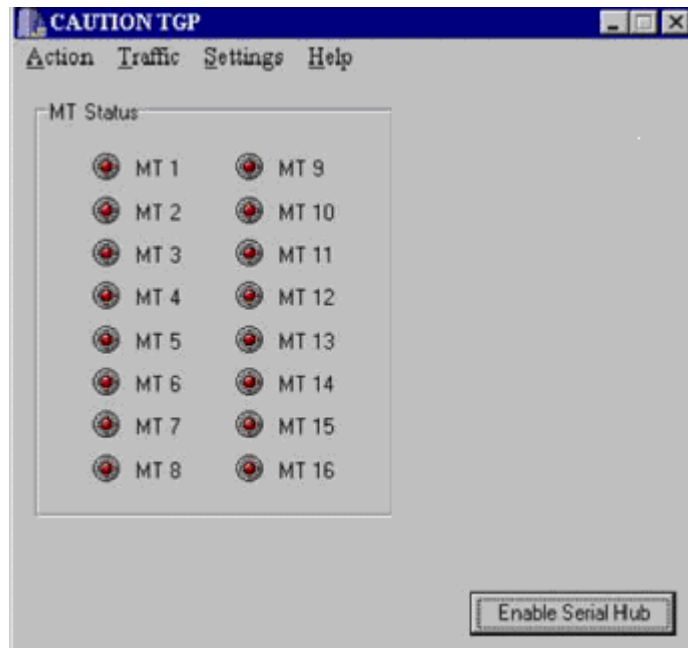 CAUTION TGP
Action Traffic Settings Help
MT Status
MT 1
MT 2
MT 3
MT 4
MT 5
MT 6
MT 7
MT 8
MT 9
MT 10
MT 11
MT 12
MT 13
MT 14
MT 15
MT 16
Enable Serial Hub